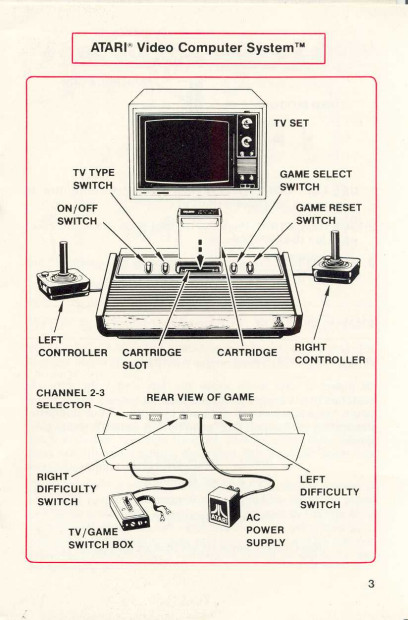 ATARI® Video Computer System™
TV SET
TV TYPE
SWITCH
GAME SELECT
SWITCH
ON/OFF
SWITCH
GAME RESET
SWITCH
LEFT
CONTROLLER
CARTRIDGE
SLOT
CARTRIDGE
RIGHT
CONTROLLER
CHANNEL 2-3
SELECTOR
REAR VIEW OF GAME
RIGHT
DIFFICULTY
SWITCH
LEFT
DIFFICULTY
SWITCH
TV/GAME
SWITCH BOX
ATARI
AC
POWER
SUPPLY
3